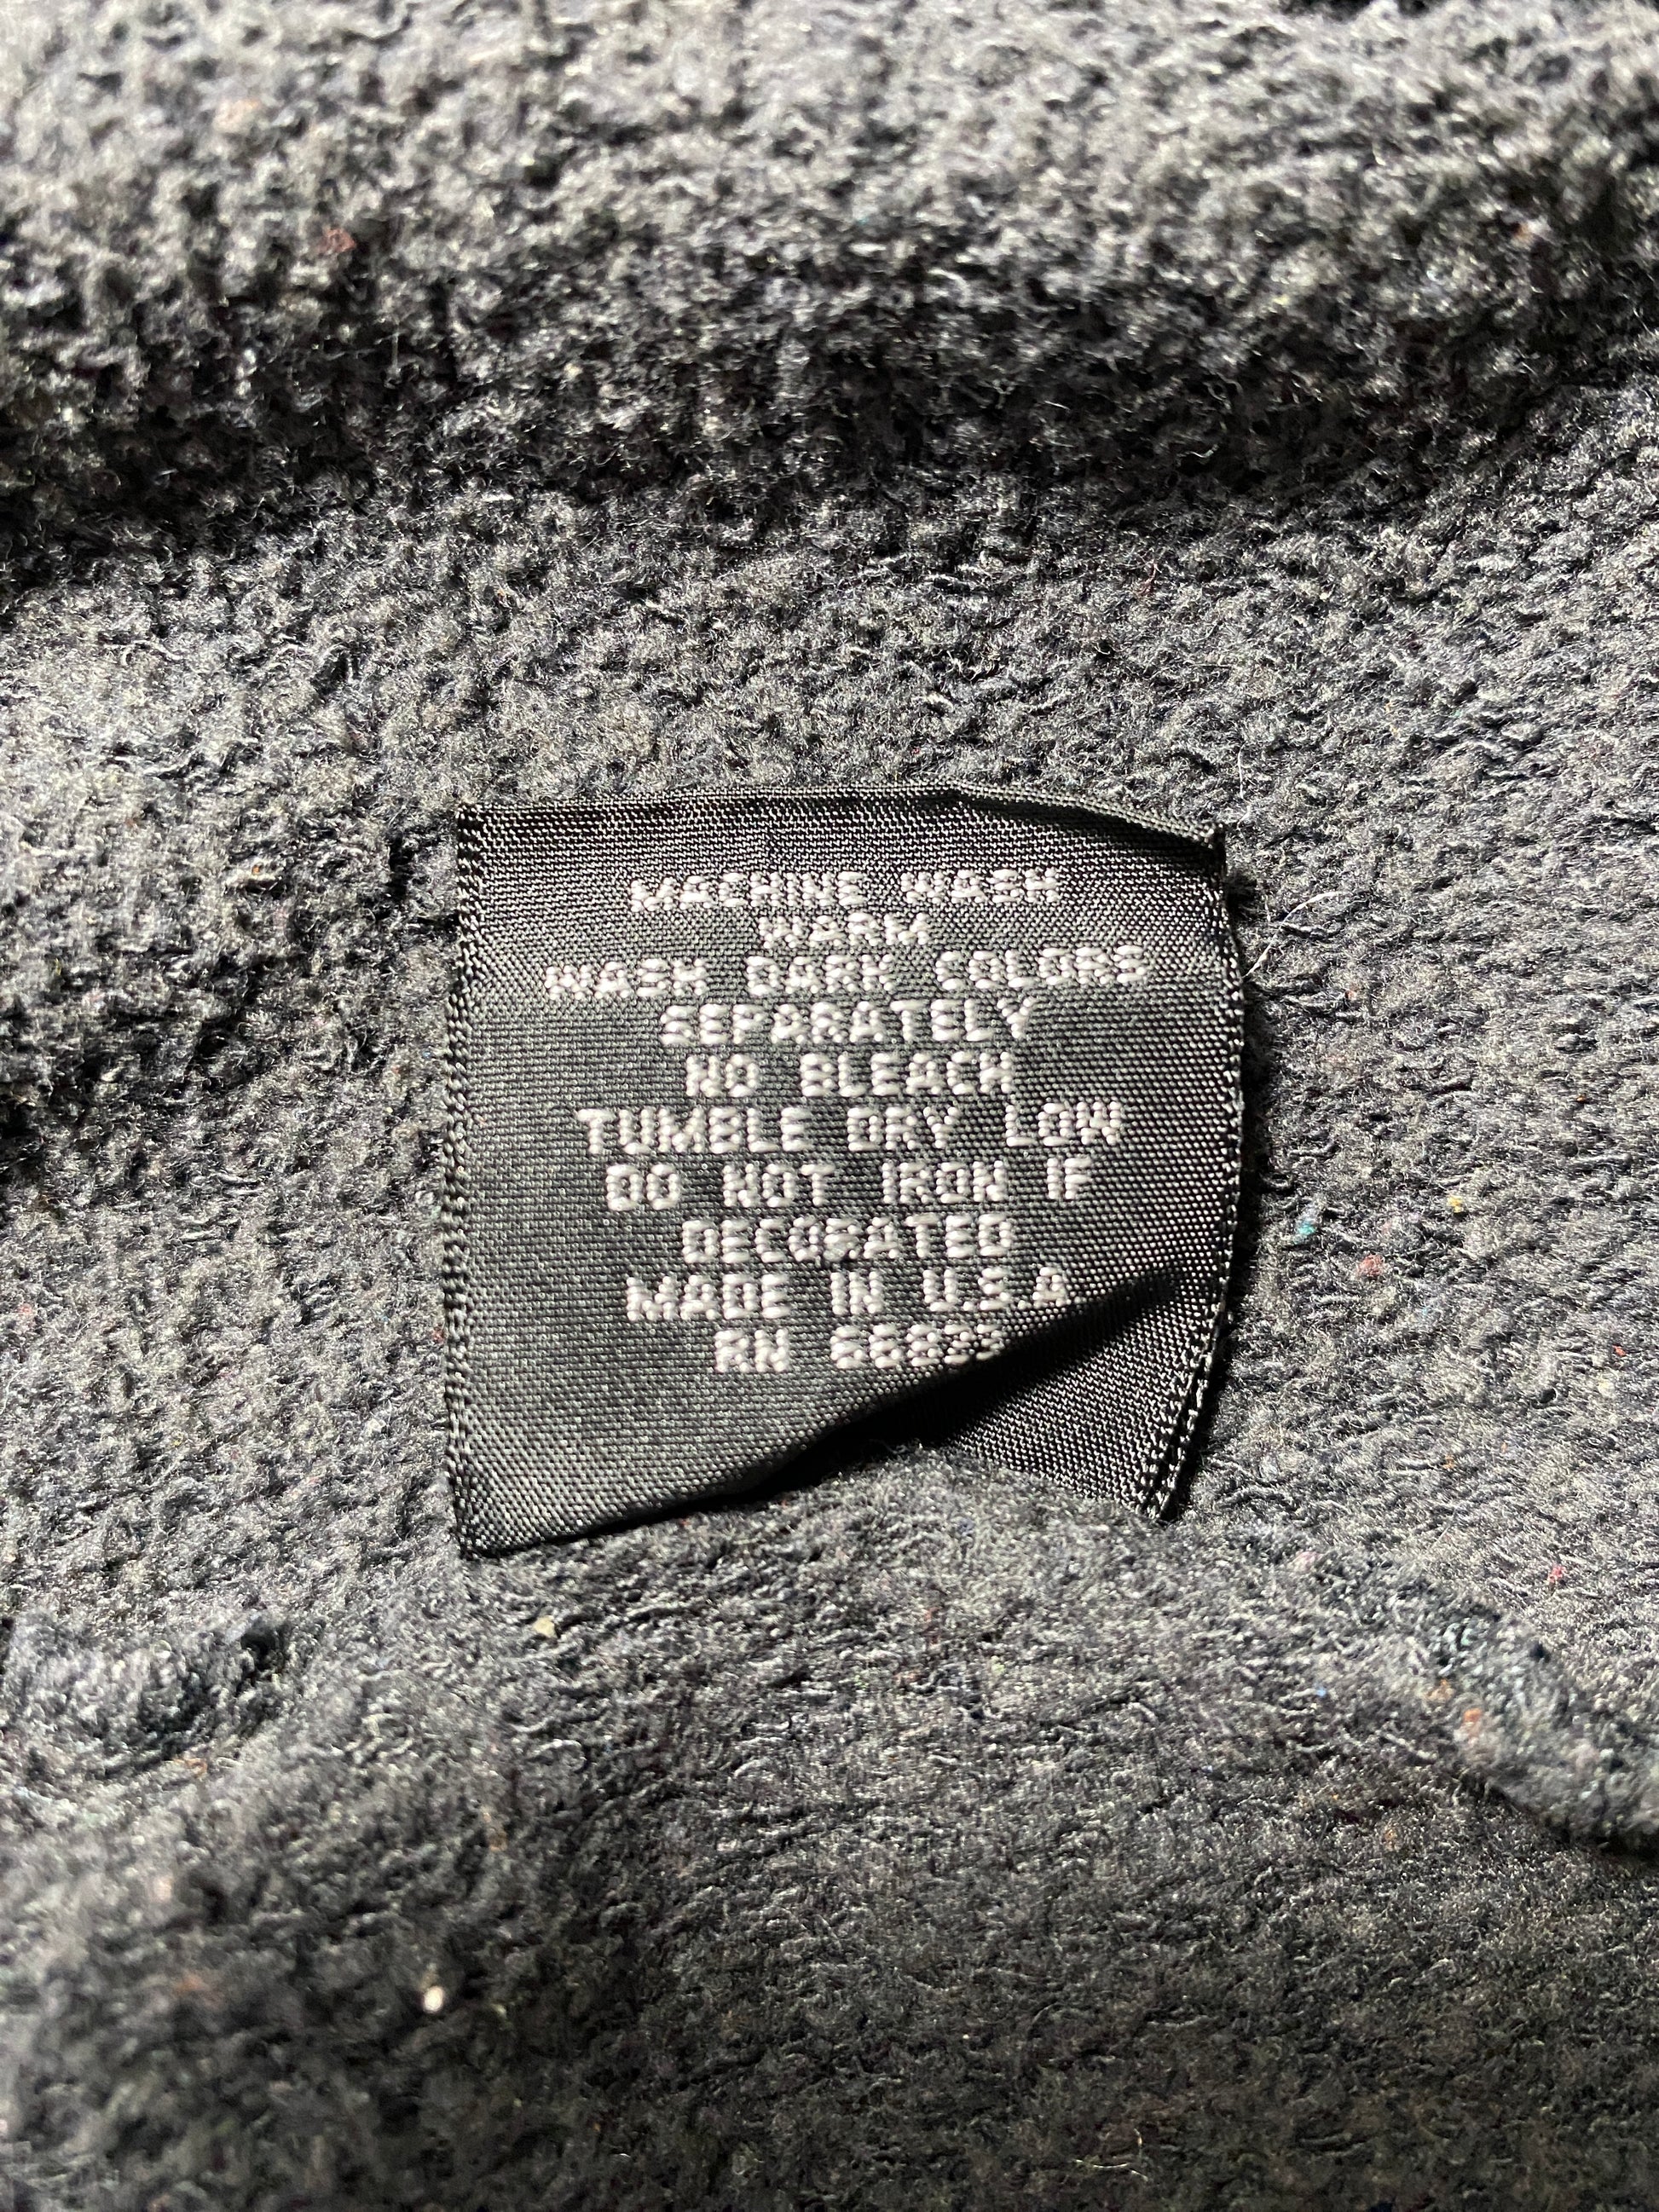 MACHINE WASH
WARM
WASH DARK COLORS
SEPARATELY
NO BLEACH
TUMBLE DRY LOW
DO NOT IRON IF
DECORATED
MADE IN U.S.A
RN